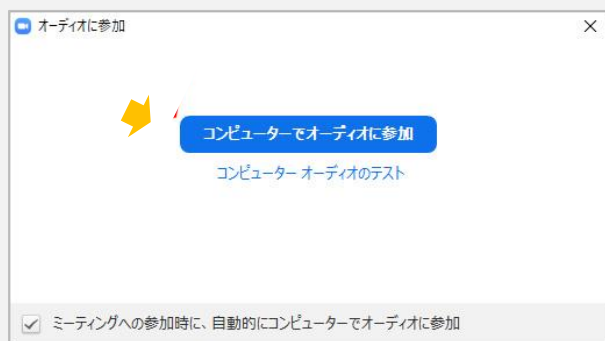 オーディオに参加
コンピューターでオーディオに参加
コンピューター オーディオのテスト
ミーティングへの参加時に、自動的にコンピューターでオーディオに参加